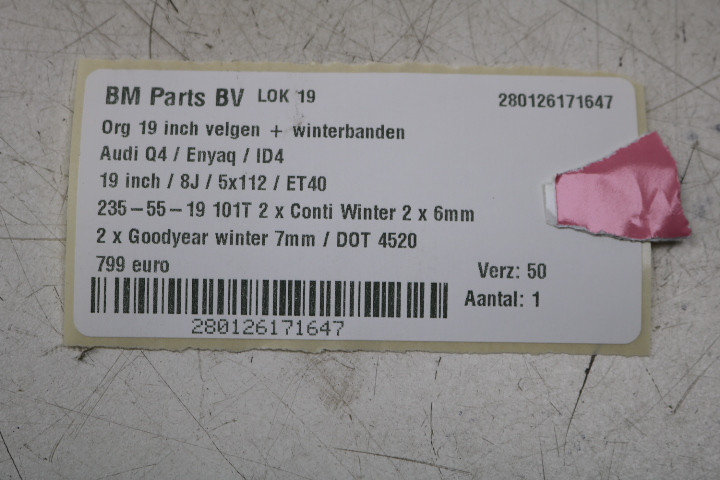 BM Parts BV LOK 19 280126171647
Org 19 inch velgen + winterbanden
Audi Q4 / Enyaq / ID4
19 inch / 8J / 5x112 / ET40
235-55-19 101T 2 x Conti Winter 2 x 6mm
2 x Goodyear winter 7mm / DOT 4520
799 euro Verz: 50
Aantal: 1
280126171647